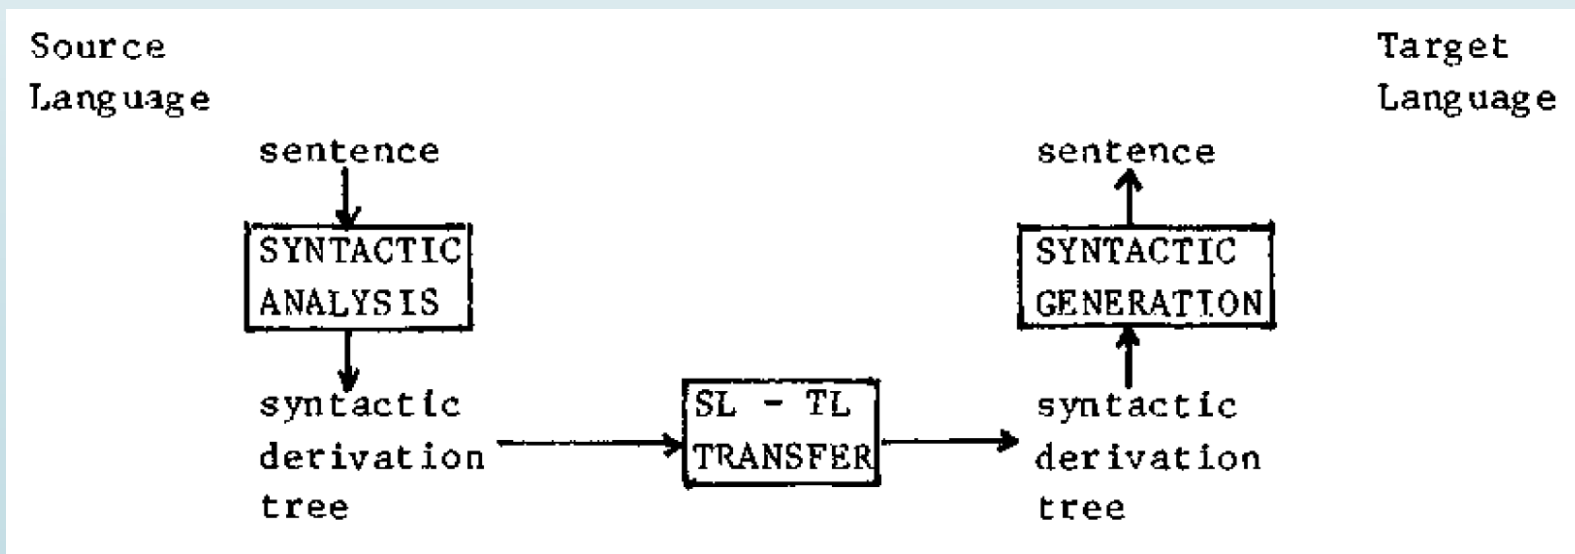 Source
Language
Target
Language
sentence
SYNTACTIC
ANALYSIS
syntactic
derivation
tree
SL - TL
TRANSFER
sentence
SYNTACTIC
GENERATION
syntactic
derivation
tree